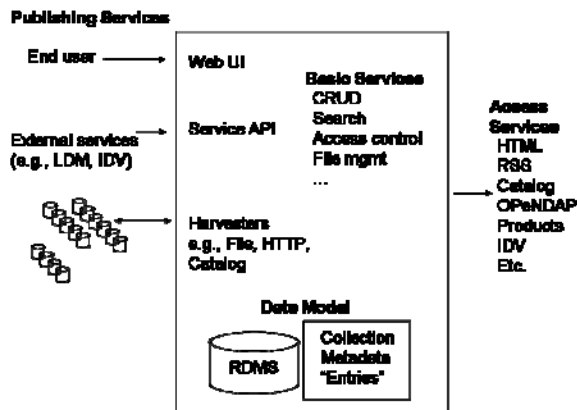 Publishing Services
End user
Web UI
Basic Services
CRUD
Search
Access control
File mgmt
...
Service API
External services
(e.g., LDM, IDV)
Harvesters
e.g., File, HTTP,
Catalog
Access
Services
HTML
RSS
Catalog
OPeNDAP
Products
IDV
Etc.
Data Model
RDMS
Collection
Metadata
"Entries"